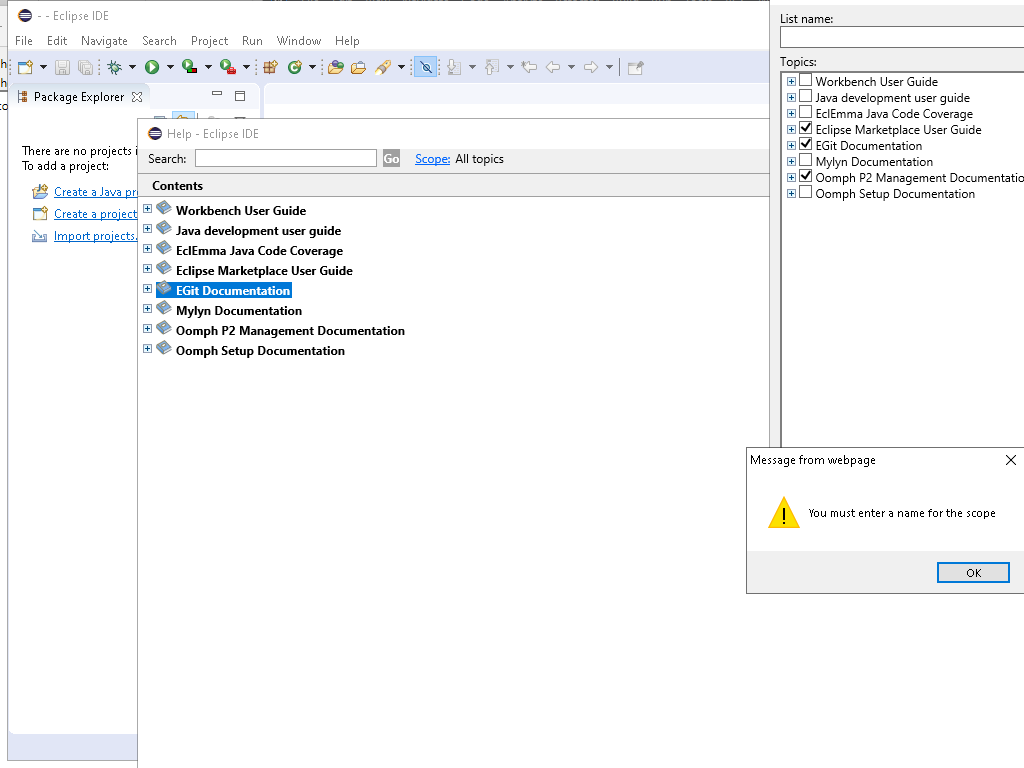 - - Eclipse IDE
File Edit Navigate Search Project Run Window Help
Package Explorer
There are no projects i
To add a project:
Create a Java pr
Create a project
Import projects.
Help - Eclipse IDE
Search: Go Scope: All topics
Contents
Workbench User Guide
Java development user guide
EclEmma Java Code Coverage
Eclipse Marketplace User Guide
EGit Documentation
Mylyn Documentation
Oomph P2 Management Documentation
Oomph Setup Documentation
List name:
Topics:
Workbench User Guide
Java development user guide
EclEmma Java Code Coverage
Eclipse Marketplace User Guide
EGit Documentation
Mylyn Documentation
Oomph P2 Management Documentatio
Oomph Setup Documentation
Message from webpage
You must enter a name for the scope
OK